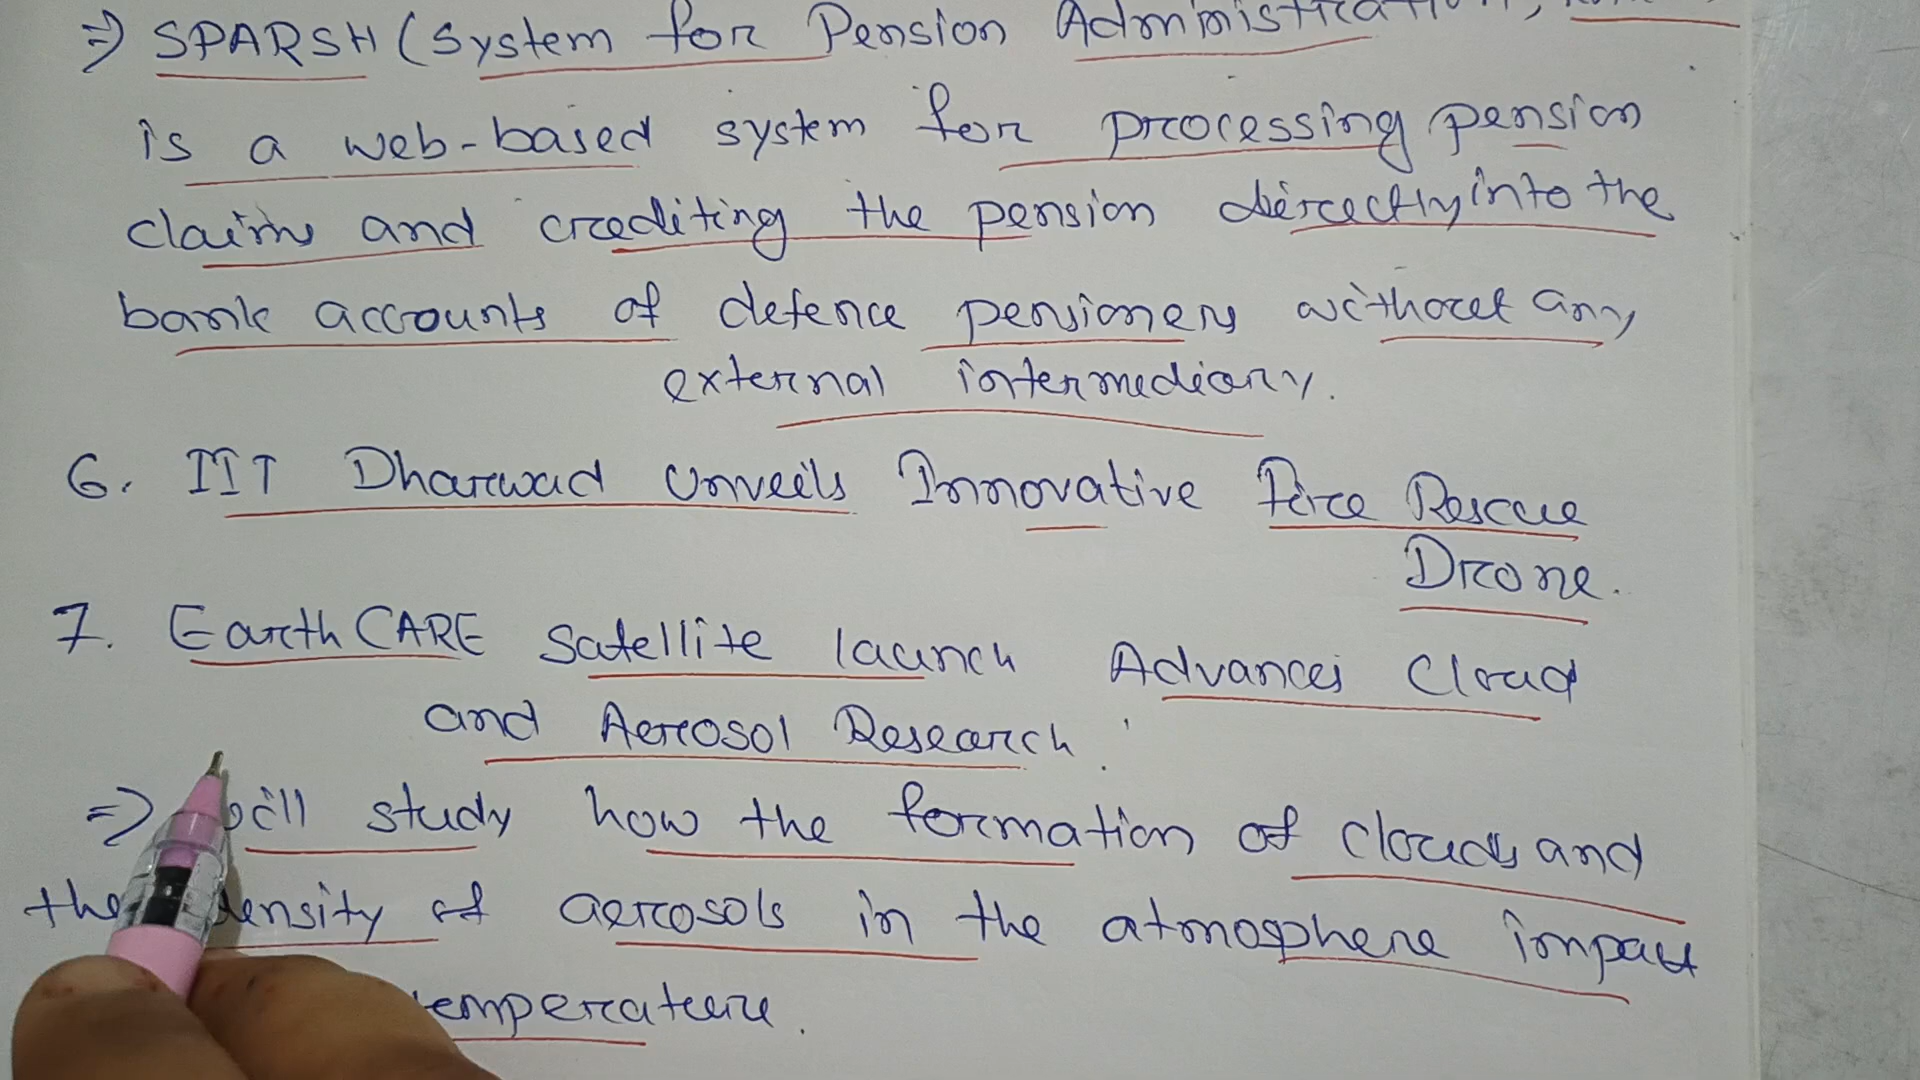 ⇒ SPARSH (System for Pension Administration,
is a web-based system for processing pension
claims and crediting the pension directly into the
bank accounts of defence pensioners without any
external intermediary.
6. IIT Dharwad Unveils Innovative Fire Rescue
Drone.
7. EarthCARE Satellite launch Advances Cloud
and Aerosol Research.
⇒ will study how the formation of clouds and
the density of aerosols in the atmosphere impact
temperature.